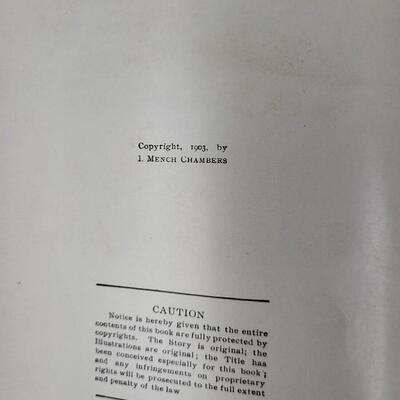 Copyright, 1903, by
I. MENCH CHAMBERS
CAUTION
Notice is hereby given that the entire
contents of this book are fully protected by
copyrights. The Story is original; the
Illustrations are original; the Title has
been conceived especially for this book;
and any infringements on proprietary
rights will be prosecuted to the full extent
and penalty of the law